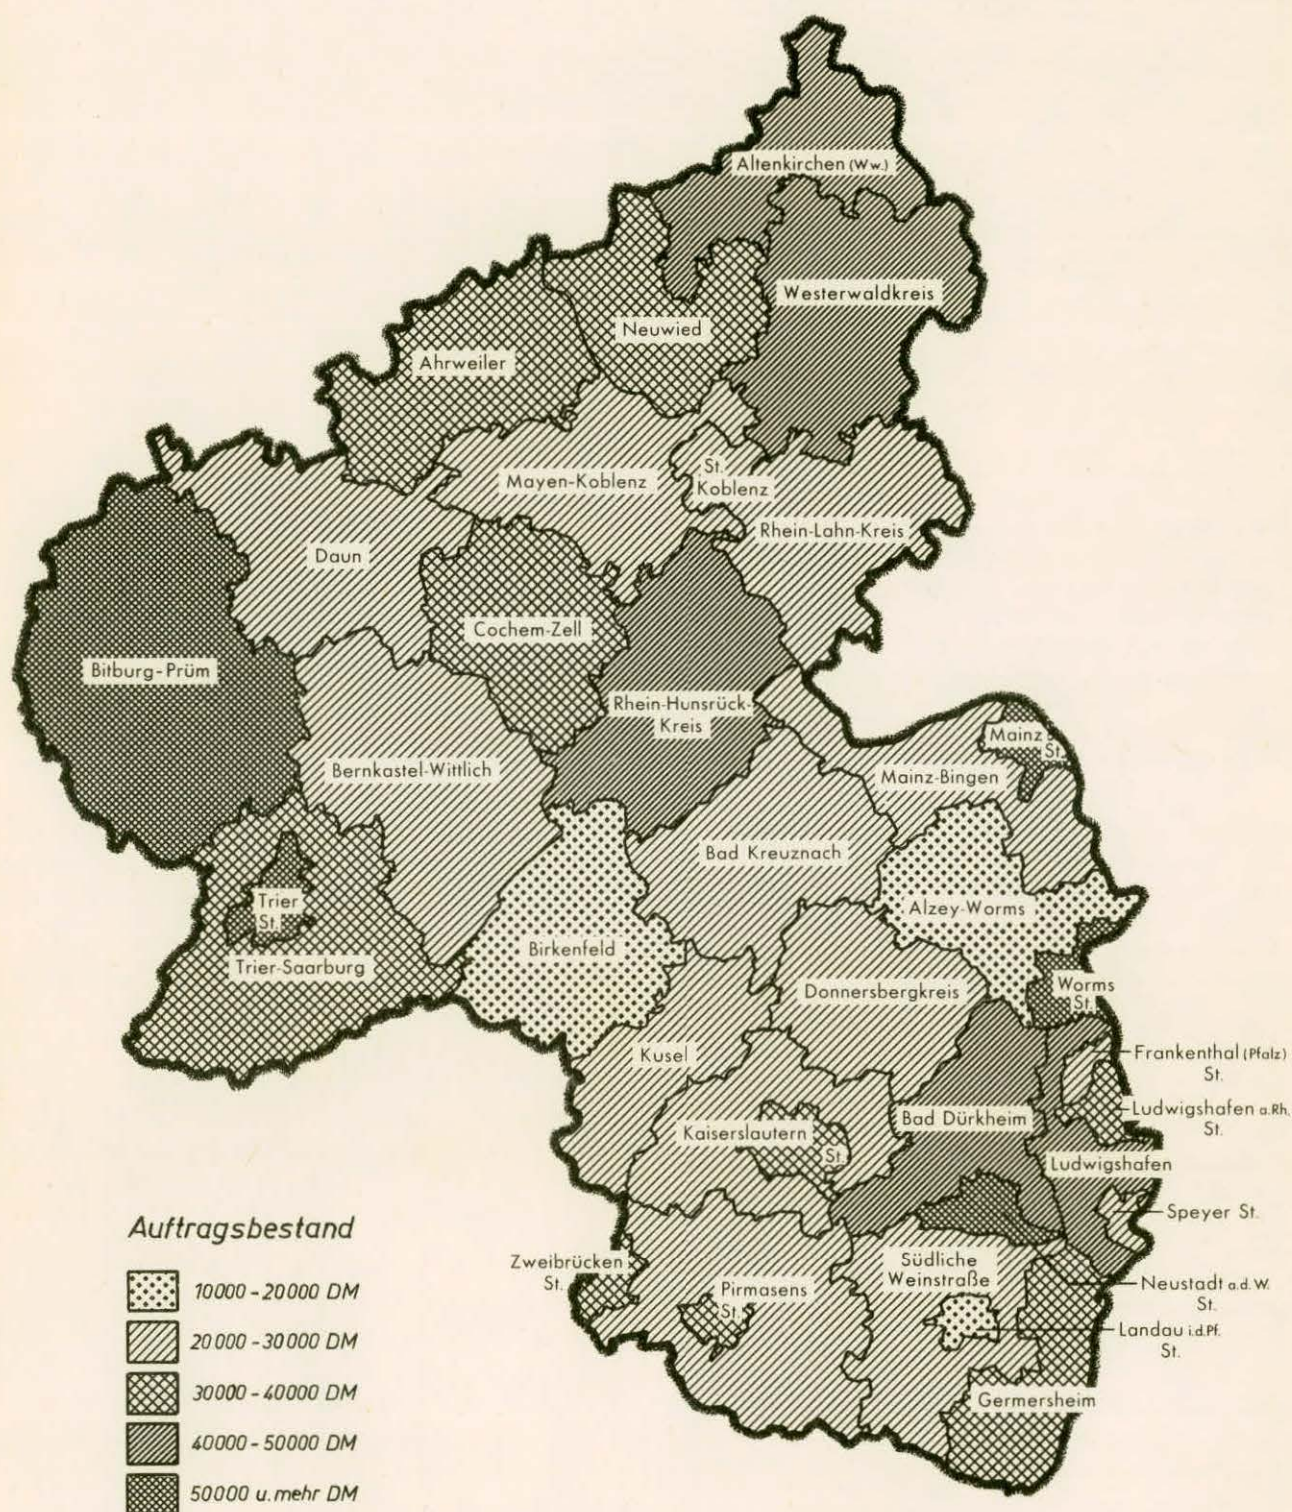 Altenkirchen (Ww.)
Westerwaldkreis
Neuwied
Ahrweiler
St.
Koblenz
Mayen-Koblenz
Rhein-Lahn-Kreis
Daun
Cochem-Zell
Bitburg-Prüm
Rhein-Hunsrück-
Kreis
Mainz
St.
Bernkastel-Wittlich
Mainz-Bingen
Bad Kreuznach
Trier
St.
Alzey-Worms
Birkenfeld
Trier-Saarburg
Worms
St.
Donnersbergkreis
Kusel
Frankenthal (Pfalz)
St.
Ludwigshafen a.Rh.
St.
Bad Dürkheim
Kaiserslautern
St.
Ludwigshafen
Speyer St.
Zweibrücken
St.
Südliche
Weinstraße
Pirmasens
St.
Neustadt a.d.W.
St.
Landau i.d.Pf.
St.
Germersheim
Auftragsbestand
10000-20000 DM
20000-30000 DM
30000-40000 DM
40000-50000 DM
50000 u. mehr DM